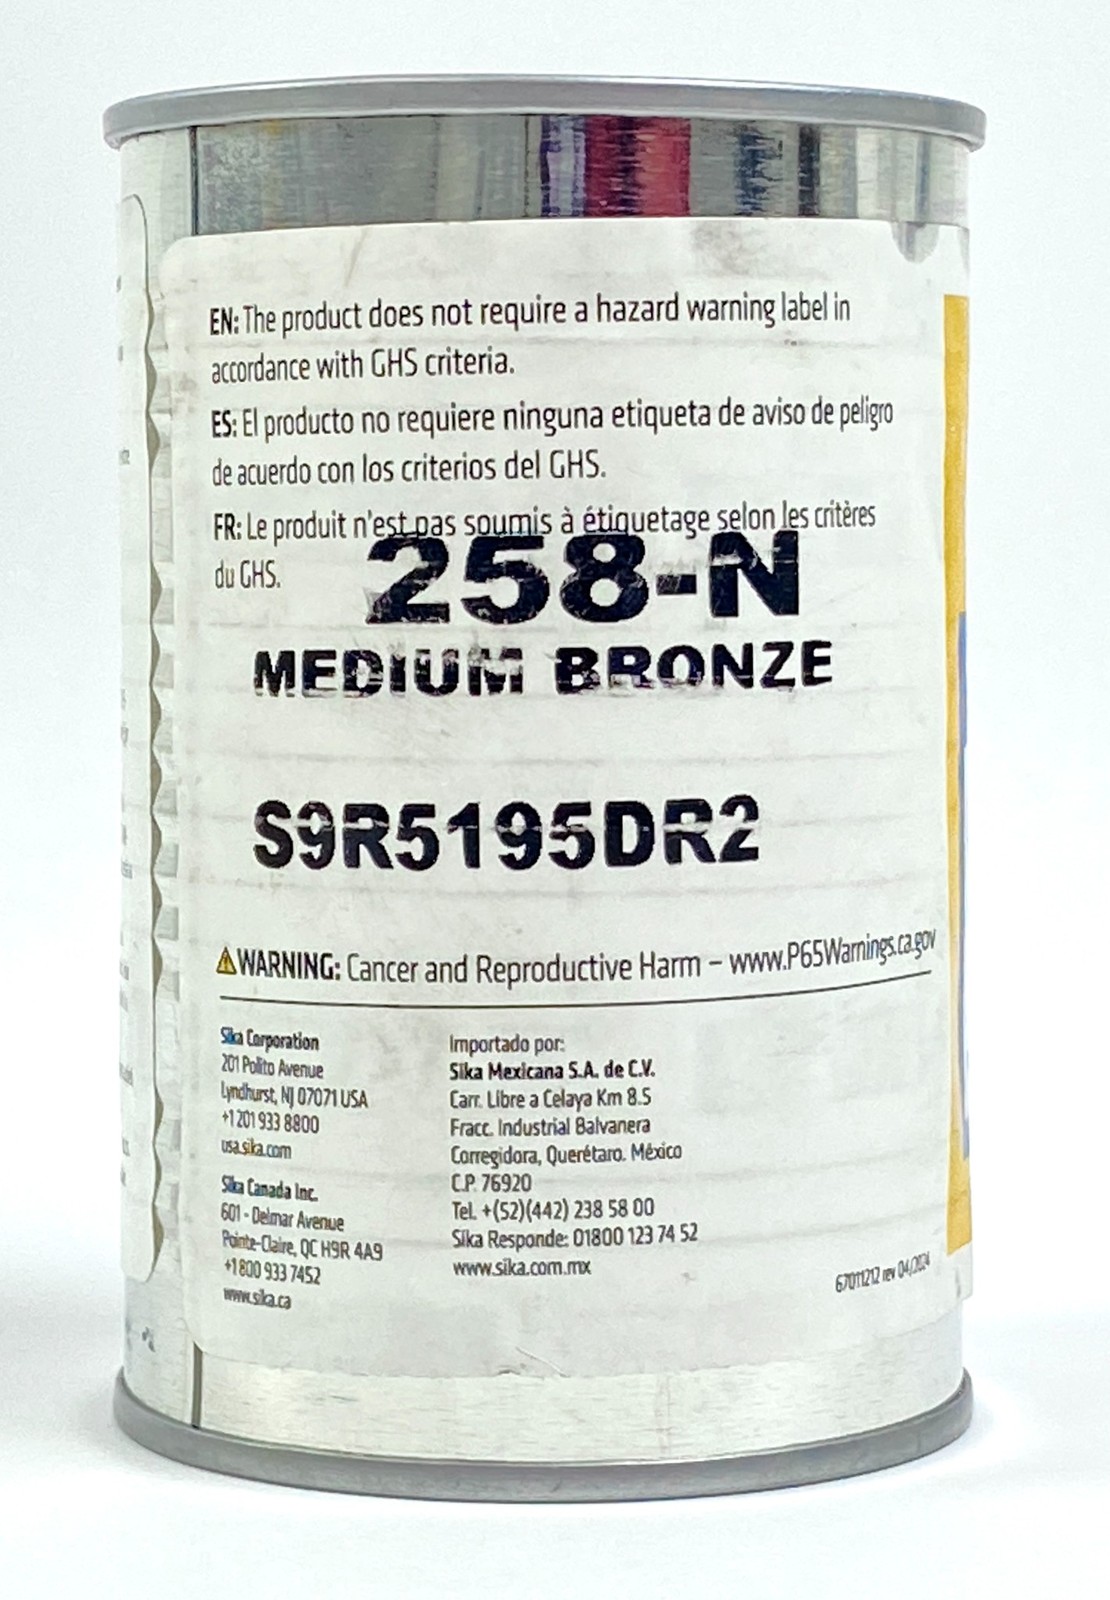 EN: The product does not require a hazard warning label in
accordance with GHS criteria.
ES: El producto no requiere ninguna etiqueta de aviso de peligro
de acuerdo con los criterios del GHS.
FR: Le produit n'est pas soumis à étiquetage selon les critères
du GHS.
258-N
MEDIUM BRONZE
S9R5195DR2
WARNING: Cancer and Reproductive Harm – www.P65Warnings.ca.gov
Sika Corporation
201 Polito Avenue
Lyndhurst, NJ 07071 USA
+1 201 933 8800
usa.sika.com
Sika Canada Inc.
601 - Delmar Avenue
Pointe-Claire, QC H9R 4A9
+1 800 933 7452
www.sika.ca
Importado por:
Sika Mexicana S.A. de C.V.
Carr. Libre a Celaya Km 8.5
Fracc. Industrial Balvanera
Corregidora, Querétaro. México
C.P. 76920
Tel. +(52)(442) 238 58 00
Sika Responde: 01800 123 74 52
www.sika.com.mx
67011212 rev 04/2024